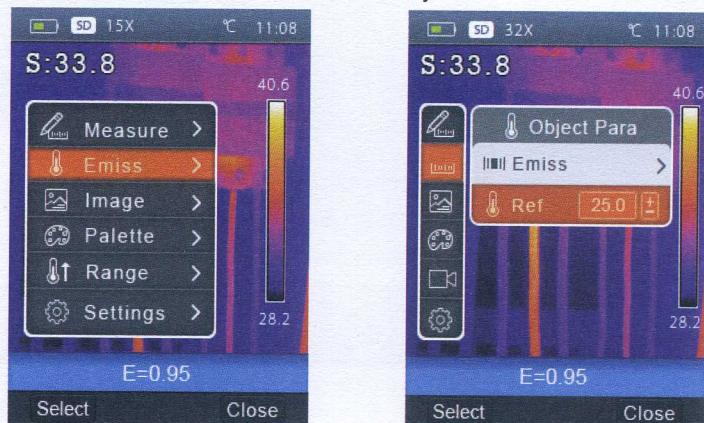 SD 15X °C 11:08
S:33.8
40.6
Measure >
Emiss >
Image >
Palette >
Range >
Settings >
28.2
E=0.95
Select Close
SD 32X °C 11:08
S:33.8
40.6
Object Para
Emiss >
Ref 25.0 ±
28.2
E=0.95
Select Close